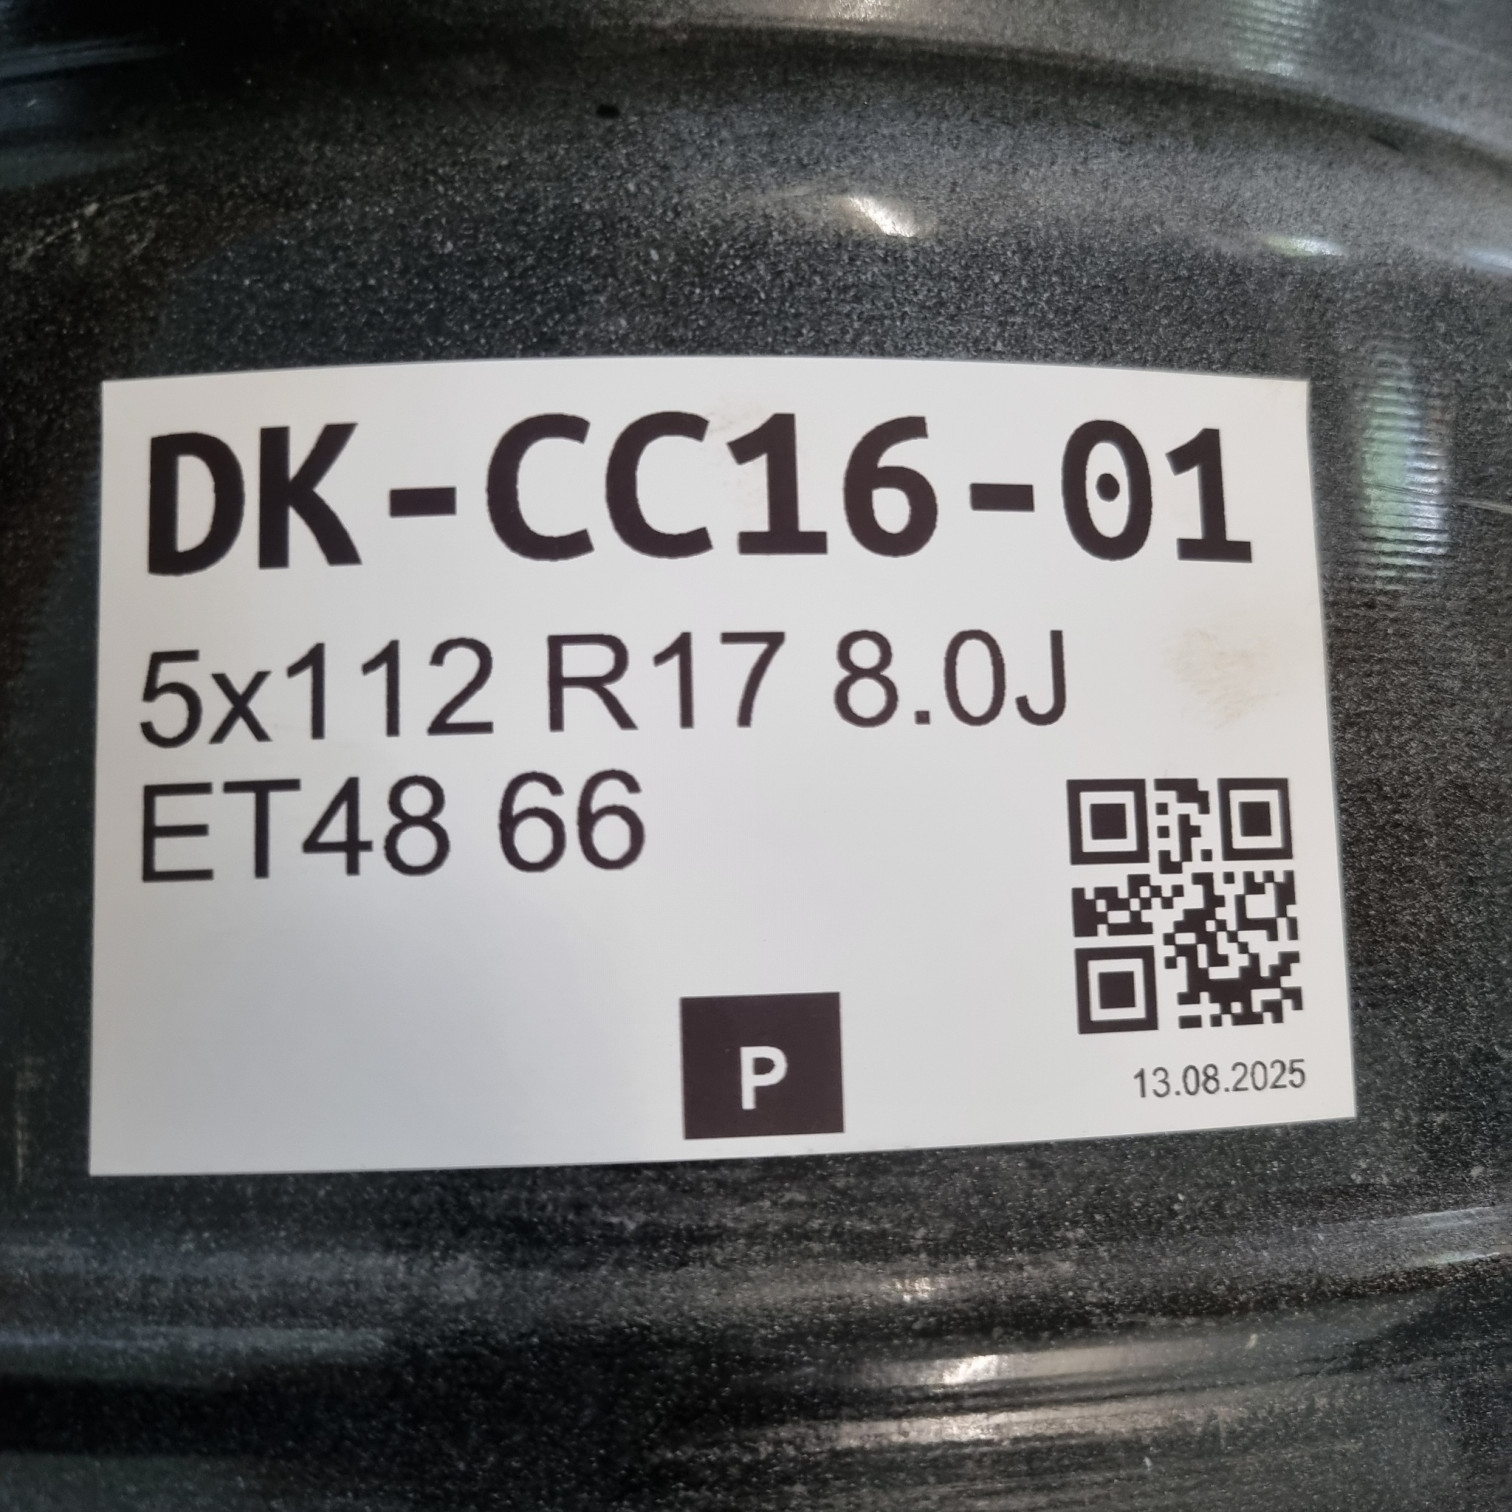 DK-CC16-01
5x112 R17 8.0J
ET48 66
P
13.08.2025